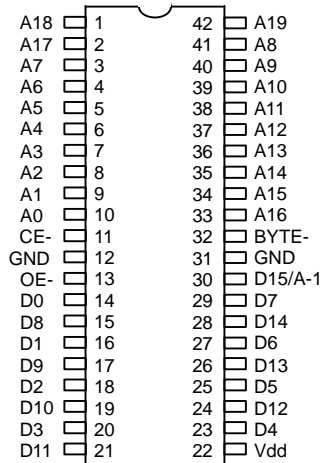 A18 1 42 A19
A17 2 41 A8
A7 3 40 A9
A6 4 39 A10
A5 5 38 A11
A4 6 37 A12
A3 7 36 A13
A2 8 35 A14
A1 9 34 A15
A0 10 33 A16
CE- 11 32 BYTE-
GND 12 31 GND
OE- 13 30 D15/A-1
D0 14 29 D7
D8 15 28 D14
D1 16 27 D6
D9 17 26 D13
D2 18 25 D5
D10 19 24 D12
D3 20 23 D4
D11 21 22 Vdd